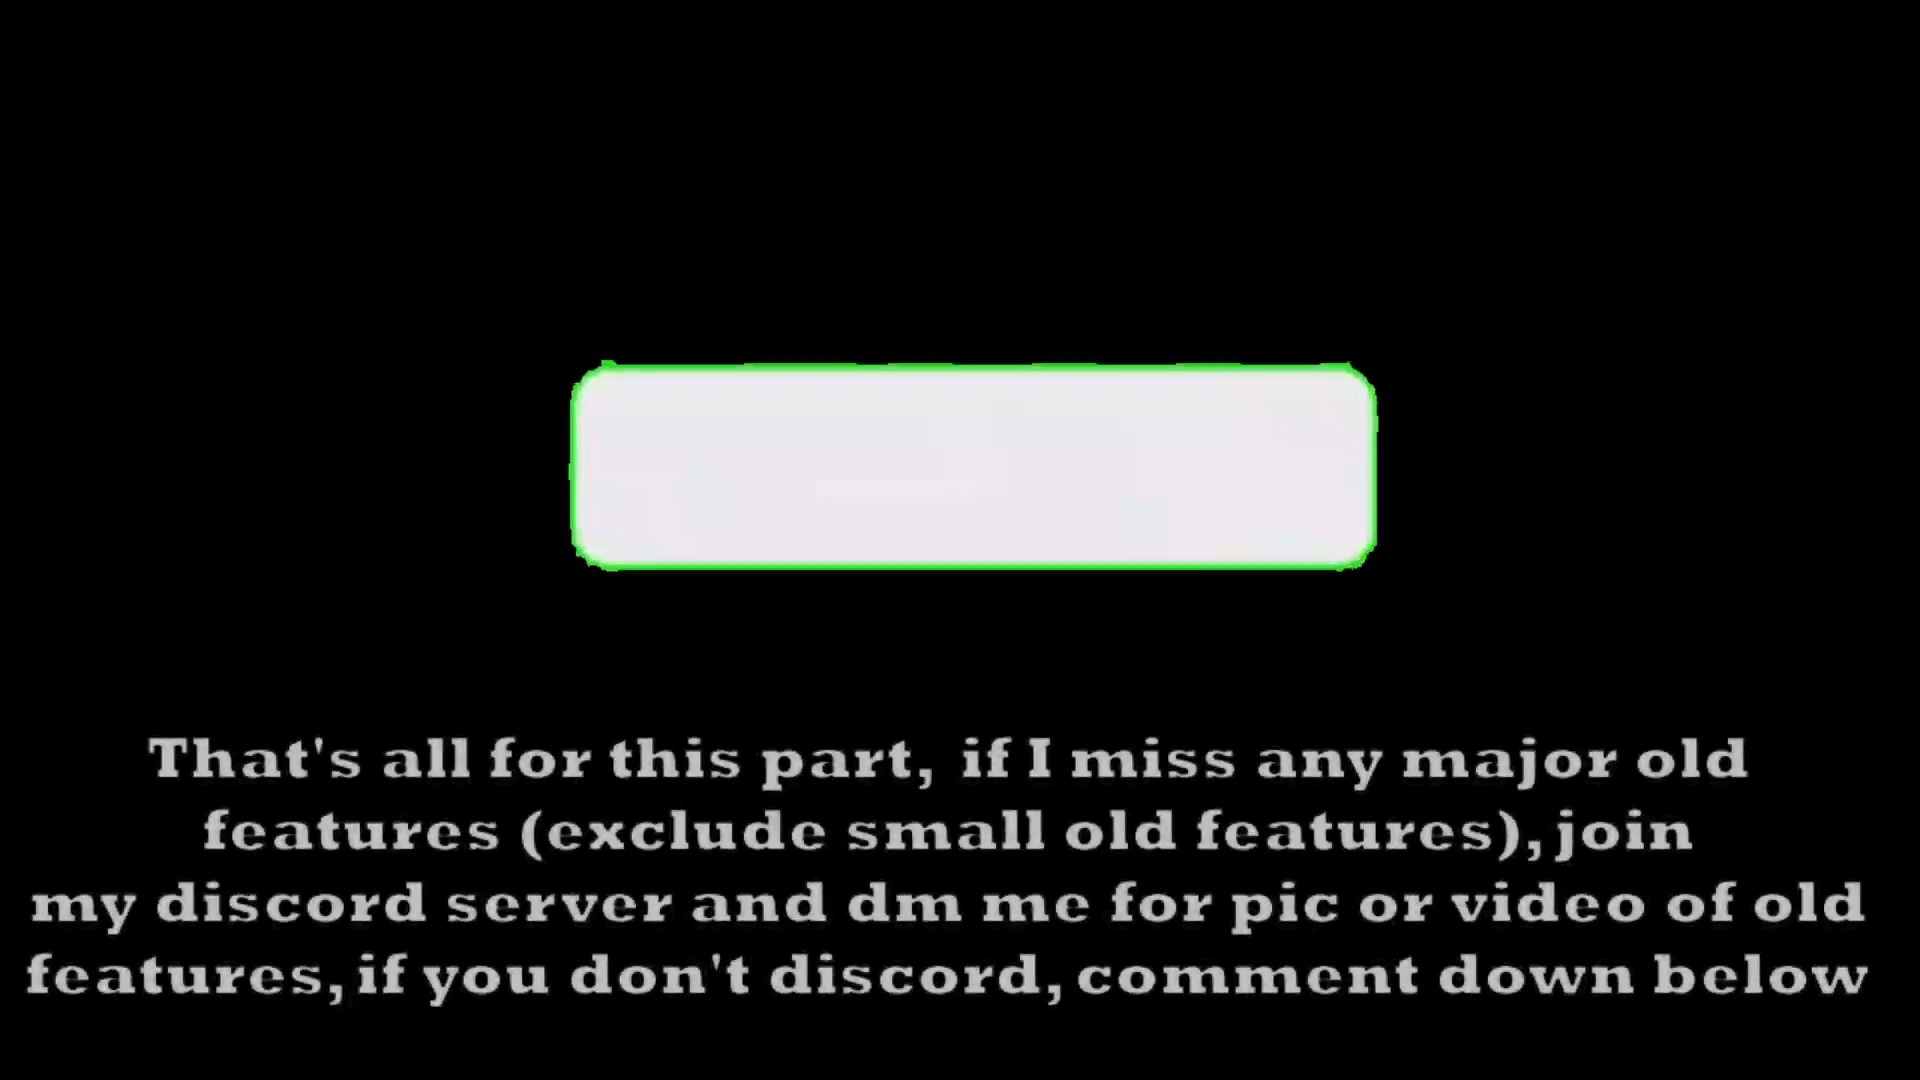 That's all for this part, if I miss any major old
features (exclude small old features), join
my discord server and dm me for pic or video of old
features, if you don't discord, comment down below